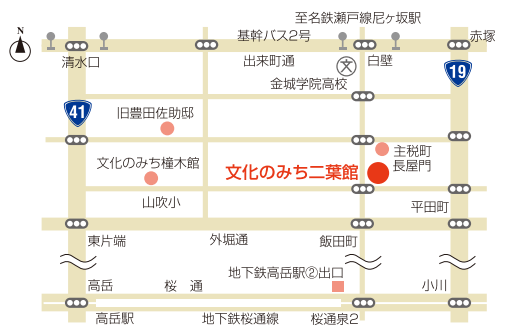 至名鉄瀬戸線尼ヶ坂駅
N
基幹バス2号
赤塚
清水口
出来町通
白壁
文
金城学院高校
19
41
旧豊田佐助邸
主税町
長屋門
文化のみち橦木館
文化のみち二葉館
山吹小
平田町
東片端
外堀通
飯田町
地下鉄高岳駅②出口
高岳
桜 通
小川
高岳駅
地下鉄桜通線
桜通泉2